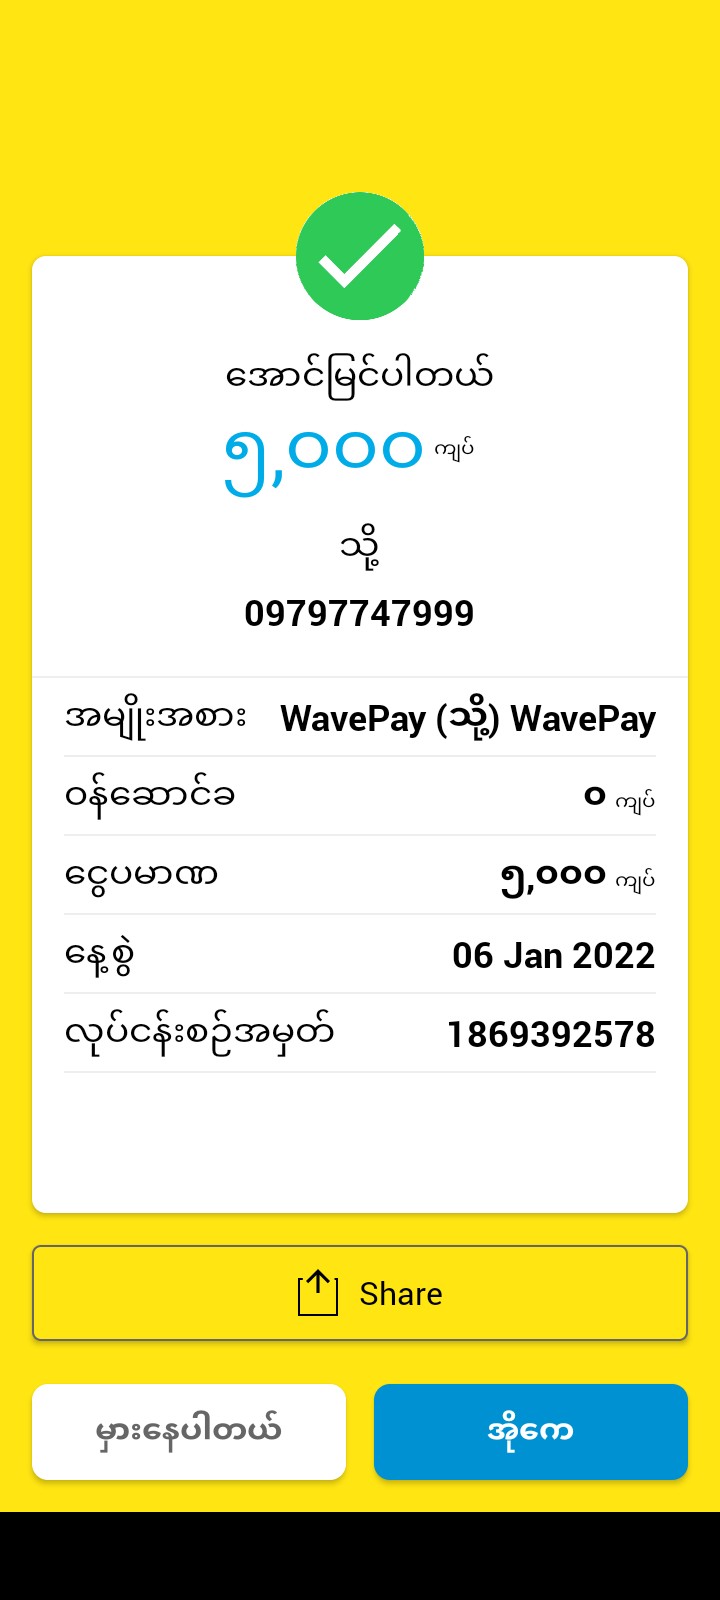 အောင်မြင်ပါတယ်
၅,၀၀၀ ကျပ်
သို့
09797747999
အမျိုးအစား WavePay (သို့) WavePay
ဝန်ဆောင်ခ ၀ ကျပ်
ငွေပမာဏ ၅,၀၀၀ ကျပ်
နေ့စွဲ 06 Jan 2022
လုပ်ငန်းစဉ်အမှတ် 1869392578
Share
မှားနေပါတယ် အိုကေ